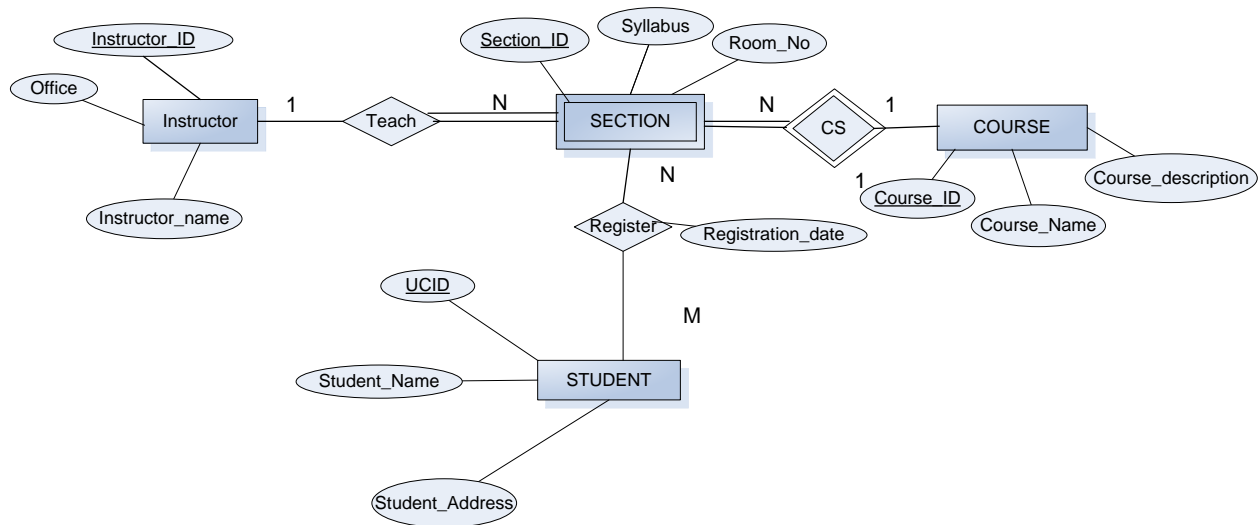 Instructor_ID
Section_ID
Syllabus
Room_No
Office
1
N
N
1
Instructor
Teach
SECTION
CS
COURSE
N
1
Course_description
Course_ID
Instructor_name
Register
Registration_date
Course_Name
UCID
M
Student_Name
STUDENT
Student_Address